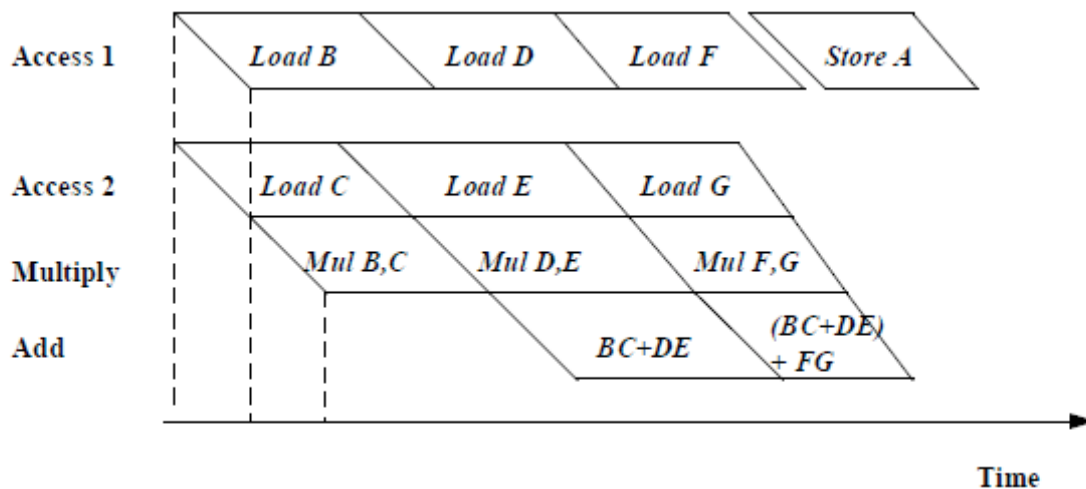 Access 1
Load B
Load D
Load F
Store A
Access 2
Load C
Load E
Load G
Multiply
Mul B,C
Mul D,E
Mul F,G
Add
BC+DE
(BC+DE)
+ FG
Time